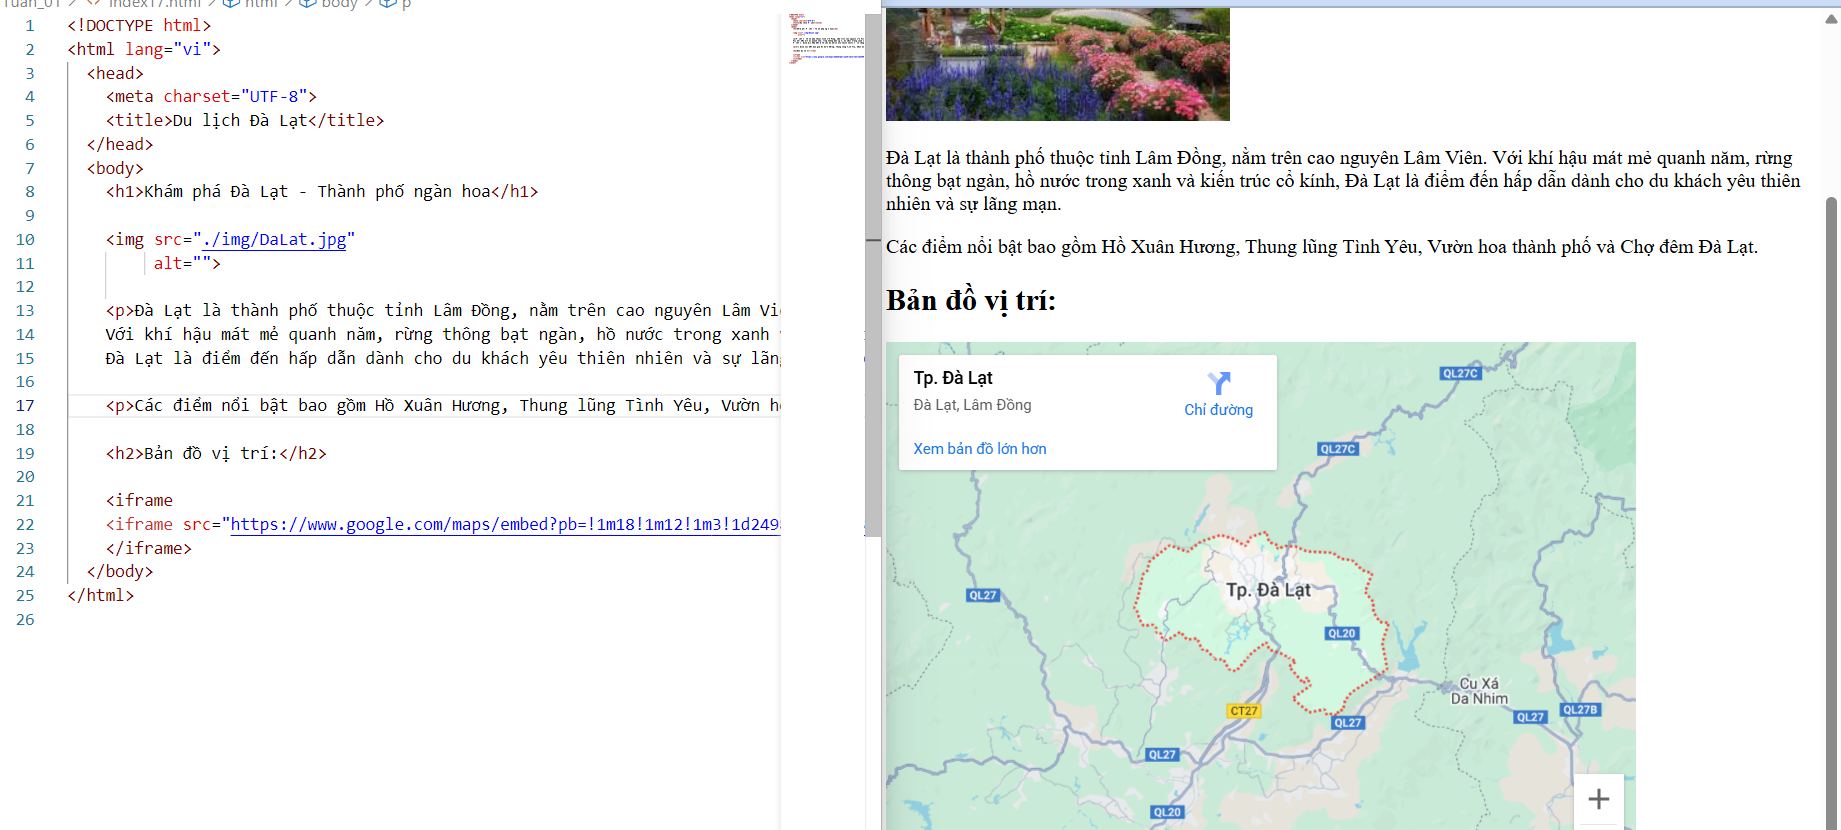 Tuan_01 > <> index17.html > html > body > p
1 <!DOCTYPE html>
2 <html lang="vi">
3 <head>
4 <meta charset="UTF-8">
5 <title>Du lịch Đà Lạt</title>
6 </head>
7 <body>
8 <h1>Khám phá Đà Lạt - Thành phố ngàn hoa</h1>
9
10 <img src="./img/DaLat.jpg"
11 alt="">
12
13 <p>Đà Lạt là thành phố thuộc tỉnh Lâm Đồng, nằm trên cao nguyên Lâm Vi
14 Với khí hậu mát mẻ quanh năm, rừng thông bạt ngàn, hồ nước trong xanh
15 Đà Lạt là điểm đến hấp dẫn dành cho du khách yêu thiên nhiên và sự lãn
16
17 <p>Các điểm nổi bật bao gồm Hồ Xuân Hương, Thung lũng Tình Yêu, Vườn h
18
19 <h2>Bản đồ vị trí:</h2>
20
21 <iframe
22 <iframe src="https://www.google.com/maps/embed?pb=!1m18!1m12!1m3!1d249
23 </iframe>
24 </body>
25 </html>
26
Đà Lạt là thành phố thuộc tỉnh Lâm Đồng, nằm trên cao nguyên Lâm Viên. Với khí hậu mát mẻ quanh năm, rừng
thông bạt ngàn, hồ nước trong xanh và kiến trúc cổ kính, Đà Lạt là điểm đến hấp dẫn dành cho du khách yêu thiên
nhiên và sự lãng mạn.
Các điểm nổi bật bao gồm Hồ Xuân Hương, Thung lũng Tình Yêu, Vườn hoa thành phố và Chợ đêm Đà Lạt.
Bản đồ vị trí:
Tp. Đà Lạt
Đà Lạt, Lâm Đồng
Chỉ đường
Xem bản đồ lớn hơn
QL27C
QL27C
QL27
Tp. Đà Lạt
QL20
Cu Xá
Da Nhim
CT27
QL27
QL27
QL27B
QL27
QL20